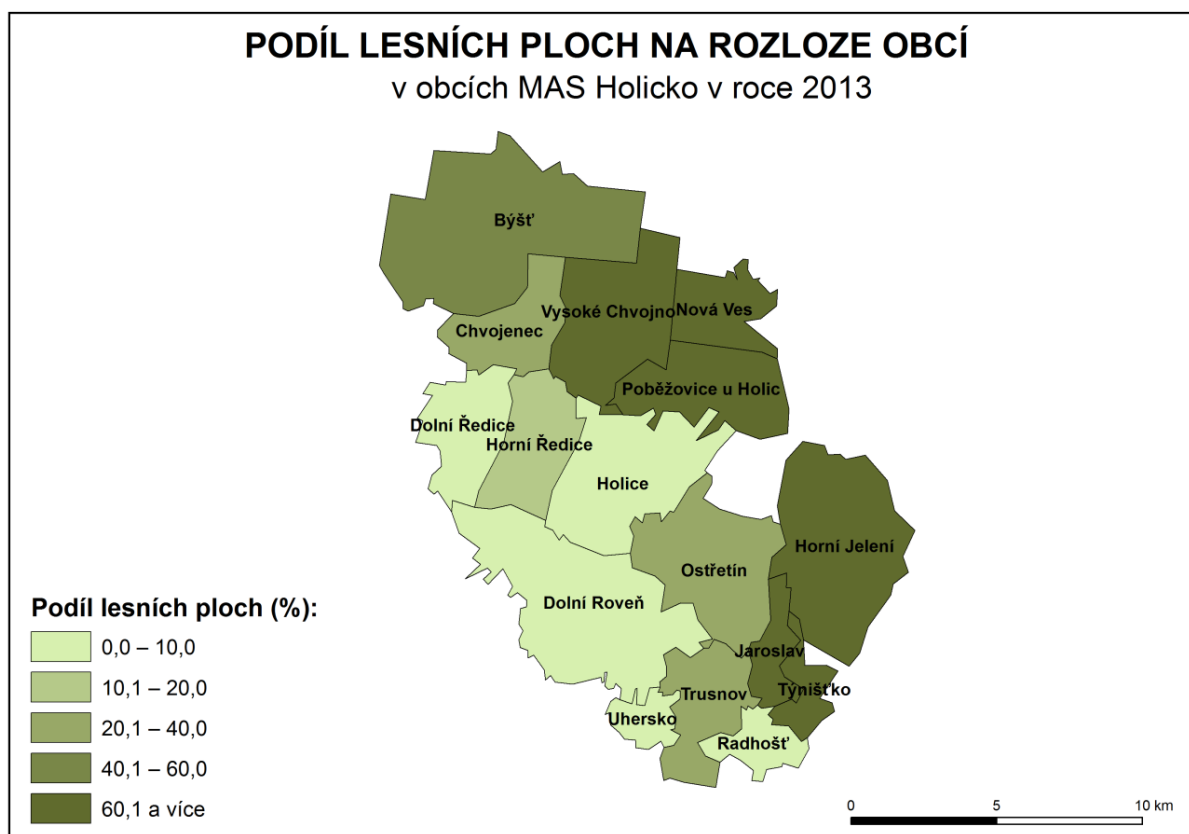 PODÍL LESNÍCH PLOCH NA ROZLOZE OBCÍ
v obcích MAS Holicko v roce 2013
Býšť
Vysoké Chvojno
Nová Ves
Chvojenec
Poběžovice u Holic
Dolní Ředice
Horní Ředice
Holice
Horní Jelení
Ostřetín
Dolní Roveň
Jaroslav
Týnišťko
Trusnov
Uhersko
Radhošť
Podíl lesních ploch (%):
0,0 – 10,0
10,1 – 20,0
20,1 – 40,0
40,1 – 60,0
60,1 a více
0 5 10 km